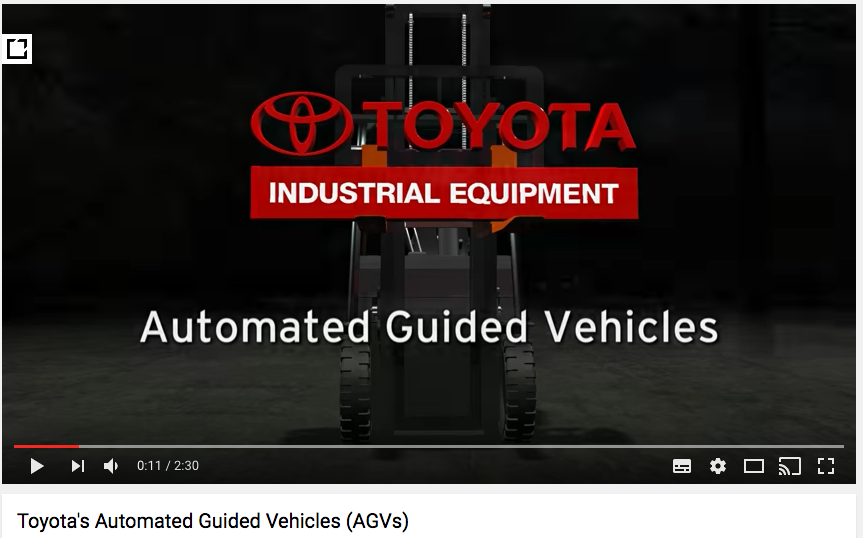 TOYOTA
INDUSTRIAL EQUIPMENT
Automated Guided Vehicles
0:11 / 2:30
Toyota's Automated Guided Vehicles (AGVs)